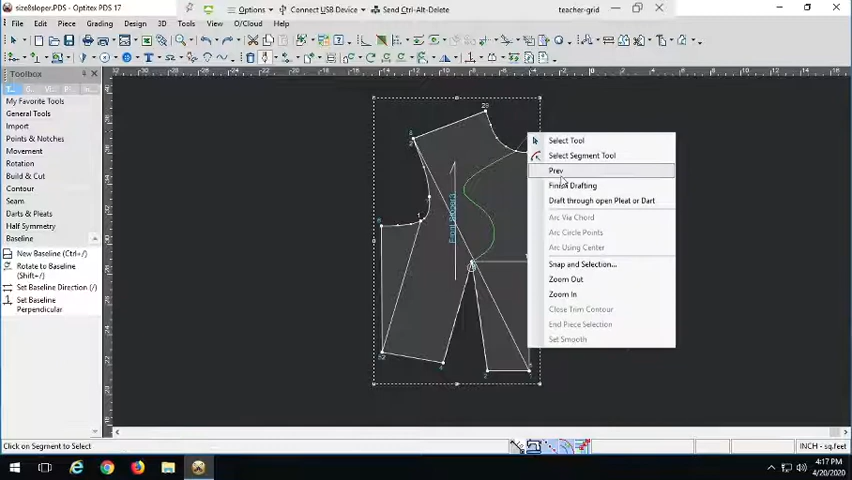 size8sloper.PDS - Optitex PDS 17
Options
Connect USB Device
Send Ctrl-Alt-Delete
teacher-grid
File
Piece
Grading
Design
3D
Tools
View
O/Cloud
Help
Toolbox
My Favorite Tools
General Tools
Import
Points & Notches
Movement
Rotation
Build & Cut
Contour
Seam
Darts & Pleats
Half Symmetry
Baseline
New Baseline (Ctrl+/)
Rotate to Baseline
(Shift+/)
Set Baseline Direction (/)
Set Baseline
Perpendicular
Select Tool
Select Segment Tool
Prev
Finish Drafting
Draft through open Pleat or Dart
Arc Via Chord
Arc Circle Points
Arc Using Center
Snap and Selection...
Zoom Out
Zoom In
Close Trim Contour
End Piece Selection
Set Smooth
Click on Segment to Select
INCH - sq.feet
4:17 PM
4/20/2020